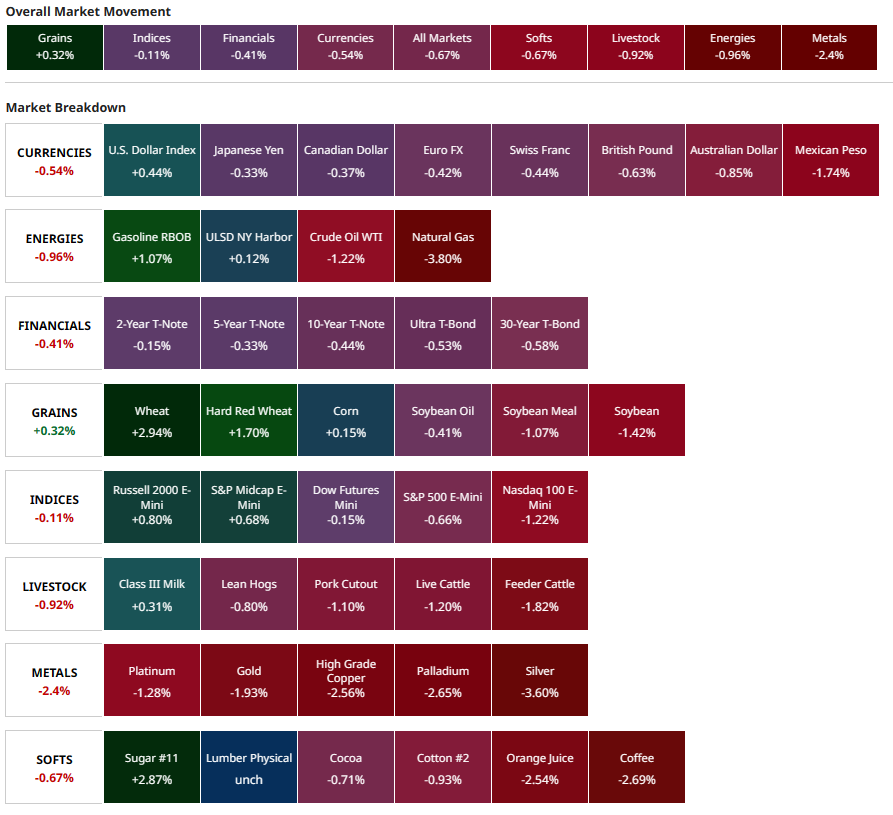 Overall Market Movement
Grains Indices Financials Currencies All Markets Softs Livestock Energies Metals
+0.32% -0.11% -0.41% -0.54% -0.67% -0.67% -0.92% -0.96% -2.4%
Market Breakdown
CURRENCIES
-0.54%
U.S. Dollar Index Japanese Yen Canadian Dollar Euro FX Swiss Franc British Pound Australian Dollar Mexican Peso
+0.44% -0.33% -0.37% -0.42% -0.44% -0.63% -0.85% -1.74%
ENERGIES
-0.96%
Gasoline RBOB ULSD NY Harbor Crude Oil WTI Natural Gas
+1.07% +0.12% -1.22% -3.80%
FINANCIALS
-0.41%
2-Year T-Note 5-Year T-Note 10-Year T-Note Ultra T-Bond 30-Year T-Bond
-0.15% -0.33% -0.44% -0.53% -0.58%
GRAINS
+0.32%
Wheat Hard Red Wheat Corn Soybean Oil Soybean Meal Soybean
+2.94% +1.70% +0.15% -0.41% -1.07% -1.42%
INDICES
-0.11%
Russell 2000 E-
Mini
+0.80%
S&P Midcap E-
Mini
+0.68%
Dow Futures
Mini
-0.15%
S&P 500 E-Mini
-0.66%
Nasdaq 100 E-
Mini
-1.22%
LIVESTOCK
-0.92%
Class III Milk Lean Hogs Pork Cutout Live Cattle Feeder Cattle
+0.31% -0.80% -1.10% -1.20% -1.82%
METALS
-2.4%
Platinum
-1.28%
Gold
-1.93%
High Grade
Copper
-2.56%
Palladium
-2.65%
Silver
-3.60%
SOFTS
-0.67%
Sugar #11 Lumber Physical Cocoa Cotton #2 Orange Juice Coffee
+2.87% unch -0.71% -0.93% -2.54% -2.69%